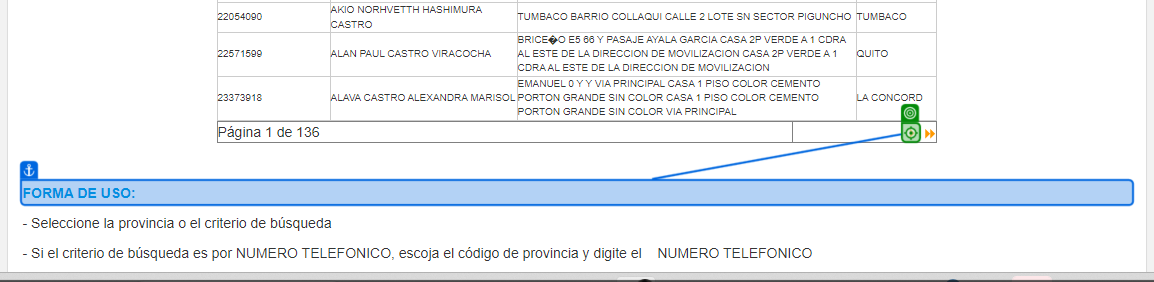 22054090 AKIO NORHVETTH HASHIMURA CASTRO TUMBACO BARRIO COLLAQUI CALLE 2 LOTE SN SECTOR PIGUNCHO TUMBACO
22571599 ALAN PAUL CASTRO VIRACOCHA BRICE�O E5 66 Y PASAJE AYALA GARCIA CASA 2P VERDE A 1 CDRA AL ESTE DE LA DIRECCION DE MOVILIZACION CASA 2P VERDE A 1 CDRA AL ESTE DE LA DIRECCION DE MOVILIZACION QUITO
23373918 ALAVA CASTRO ALEXANDRA MARISOL EMANUEL 0 Y Y VIA PRINCIPAL CASA 1 PISO COLOR CEMENTO PORTON GRANDE SIN COLOR CASA 1 PISO COLOR CEMENTO PORTON GRANDE SIN COLOR VIA PRINCIPAL LA CONCORD
Página 1 de 136
FORMA DE USO:
- Seleccione la provincia o el criterio de búsqueda
- Si el criterio de búsqueda es por NUMERO TELEFONICO, escoja el código de provincia y digite el NUMERO TELEFONICO